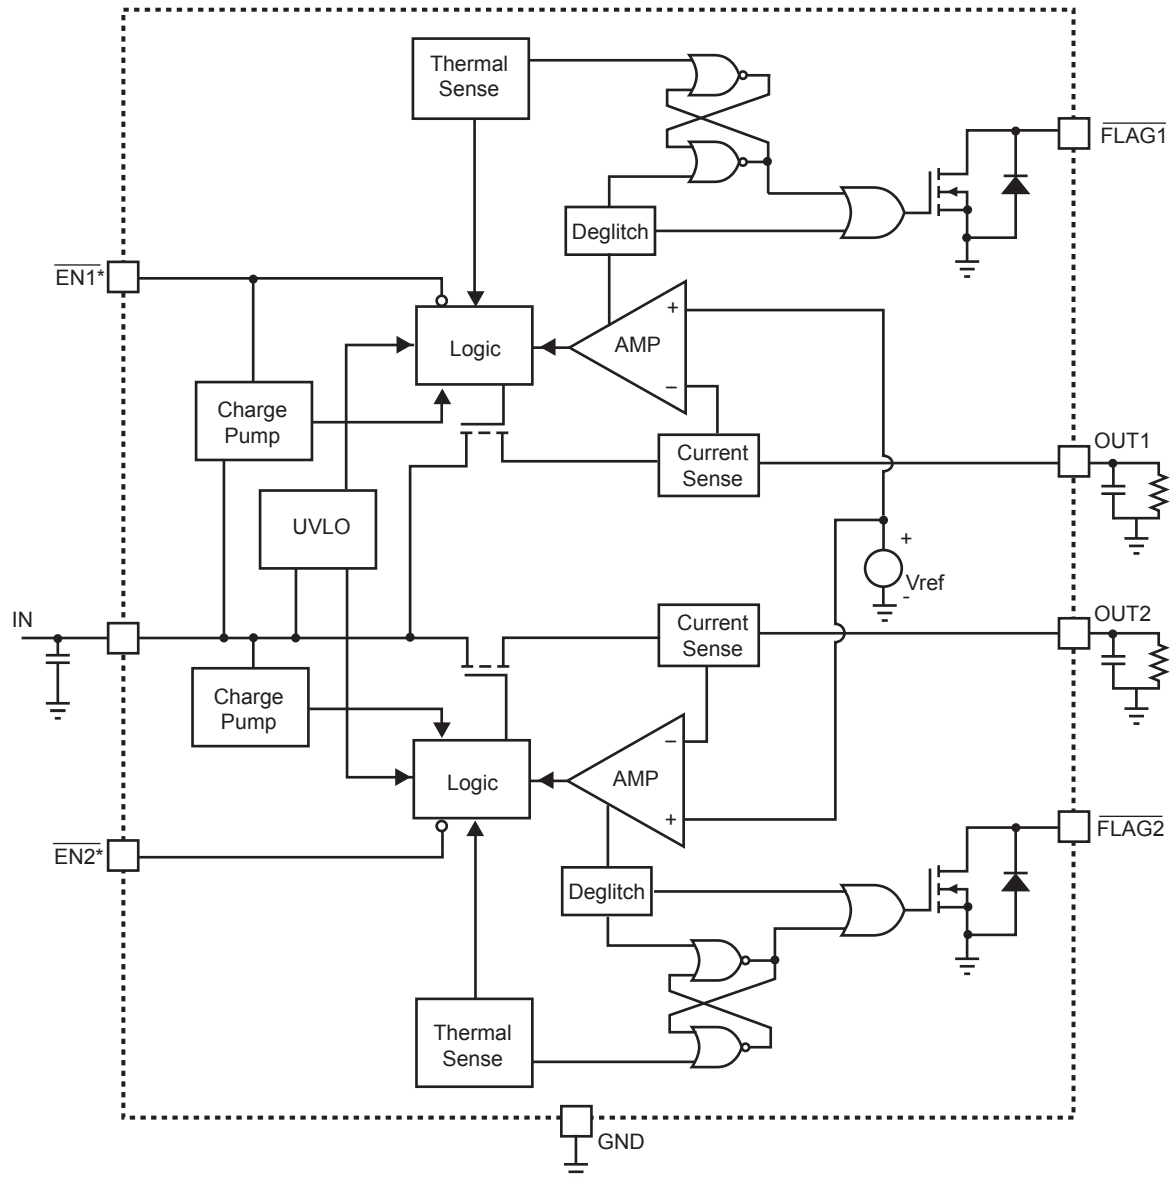 Thermal
Sense
FLAG1
Deglitch
EN1*
+
AMP
Logic
−
Charge
Pump
OUT1
Current
Sense
UVLO
+
Vref
-
IN
OUT2
Current
Sense
Charge
Pump
−
AMP
Logic
+
FLAG2
EN2*
Deglitch
Thermal
Sense
GND